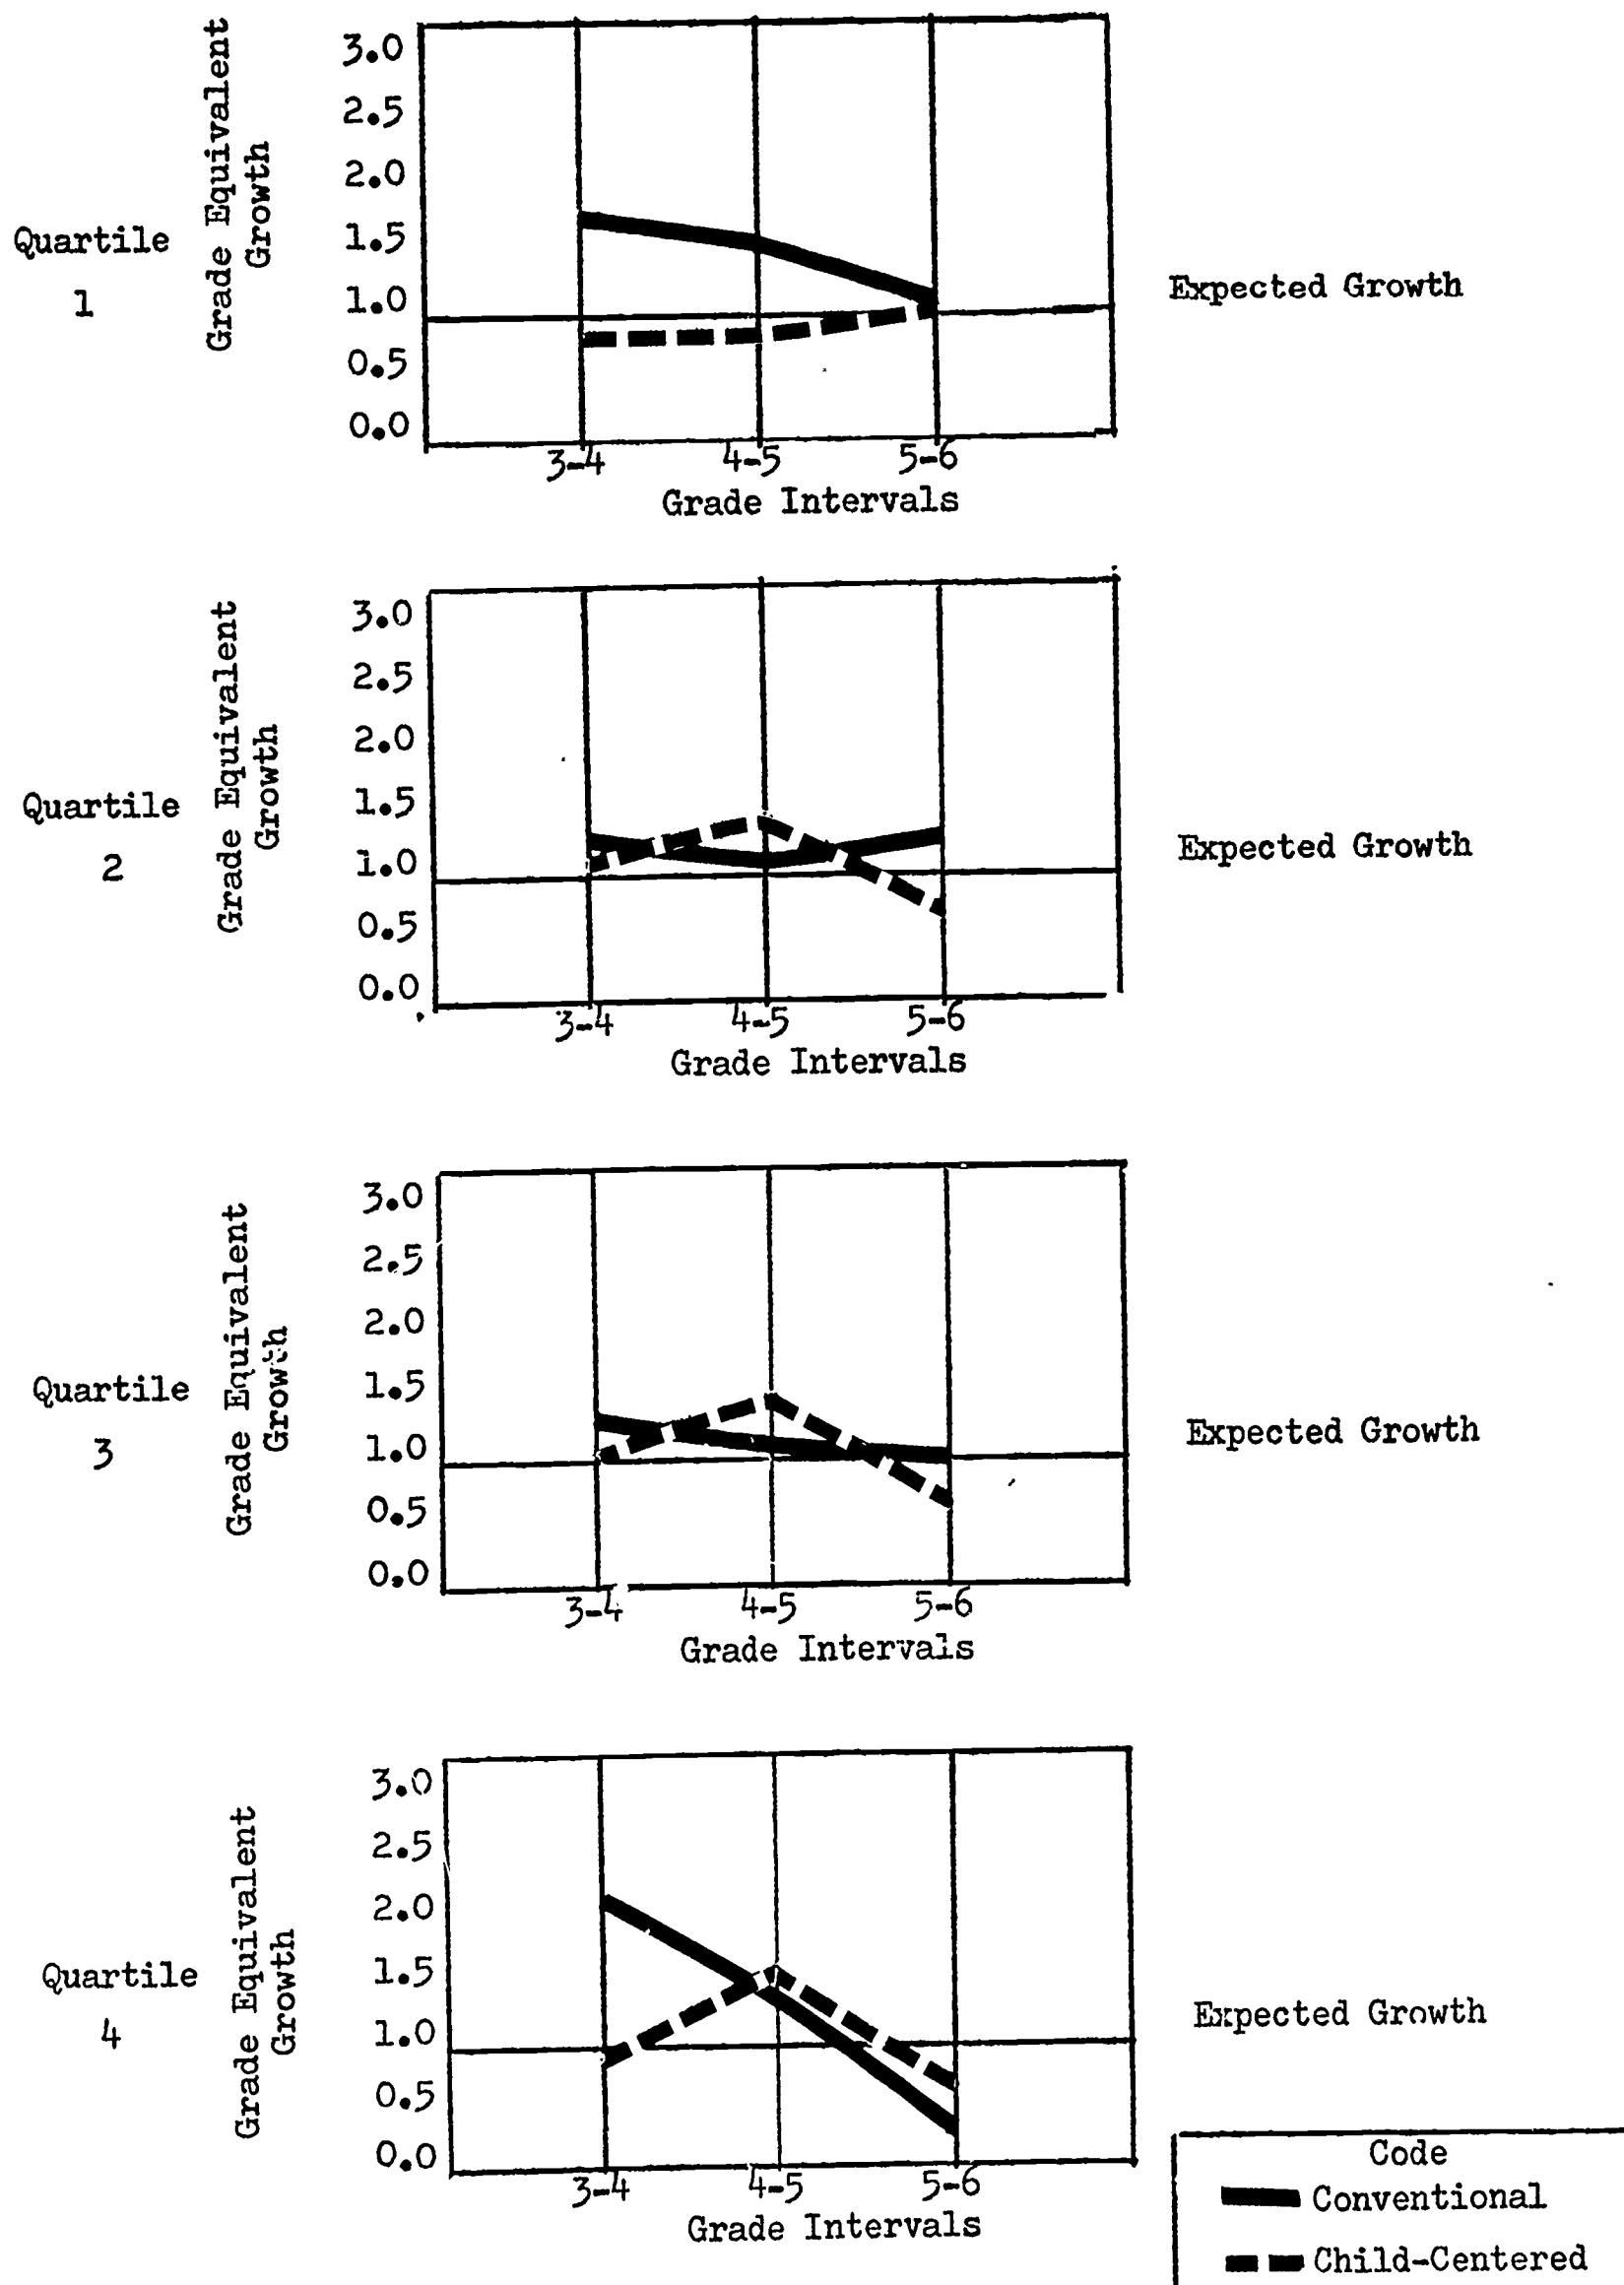 Quartile
1
Grade Equivalent
Growth
3.0
2.5
2.0
1.5
1.0
0.5
0.0
3-4 4-5 5-6
Grade Intervals
Expected Growth
Quartile
2
Grade Equivalent
Growth
3.0
2.5
2.0
1.5
1.0
0.5
0.0
3-4 4-5 5-6
Grade Intervals
Expected Growth
Quartile
3
Grade Equivalent
Growth
3.0
2.5
2.0
1.5
1.0
0.5
0.0
3-4 4-5 5-6
Grade Intervals
Expected Growth
Quartile
4
Grade Equivalent
Growth
3.0
2.5
2.0
1.5
1.0
0.5
0.0
3-4 4-5 5-6
Grade Intervals
Expected Growth
Code
Conventional
Child-Centered